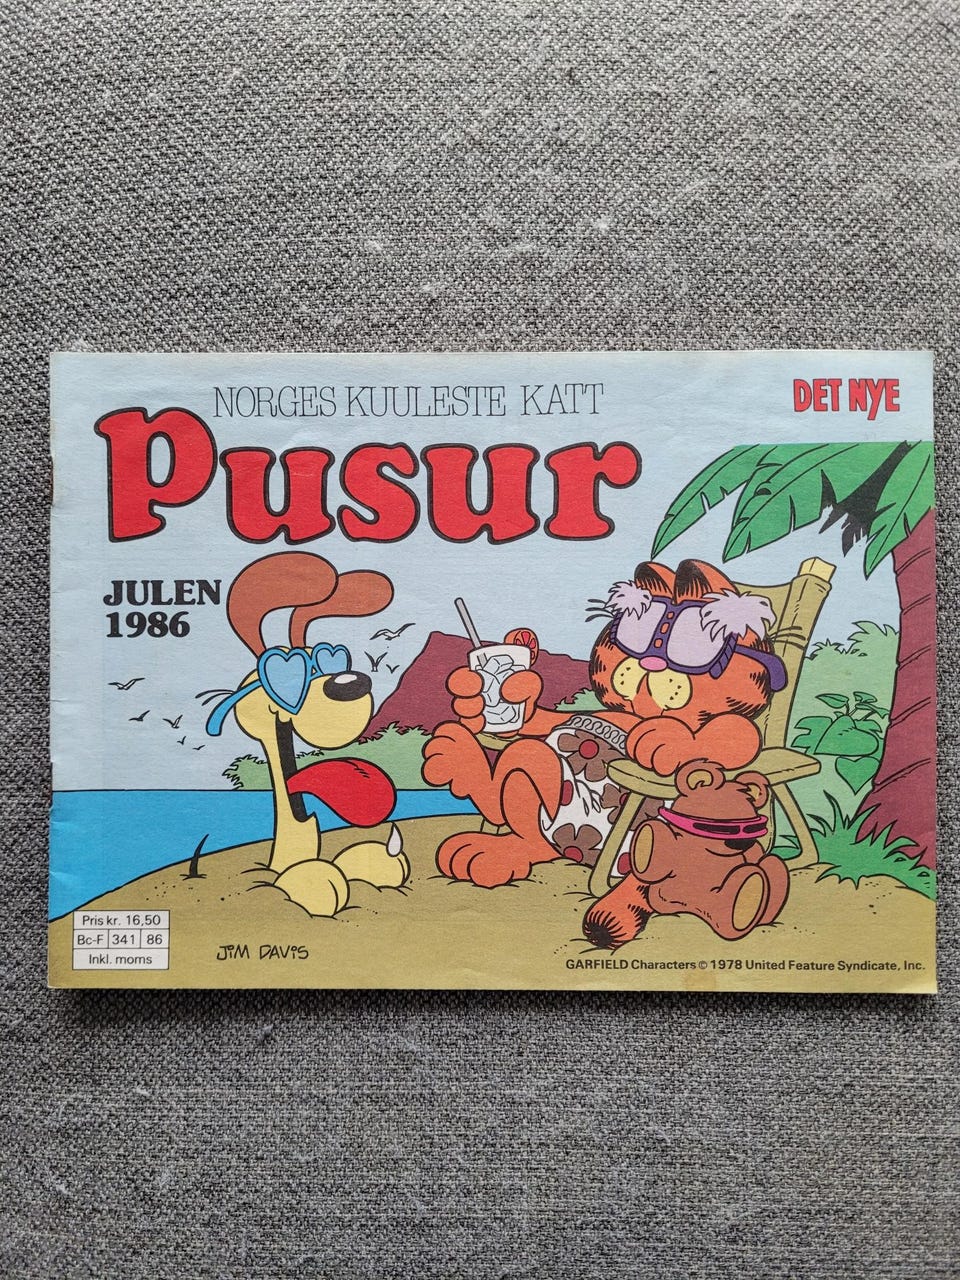 NORGES KUULESTE KATT
DET NYE
Pusur
JULEN
1986
Pris kr. 16,50
Bc-F 341 86
Inkl. moms
JIM DAVIS
GARFIELD Characters © 1978 United Feature Syndicate, Inc.